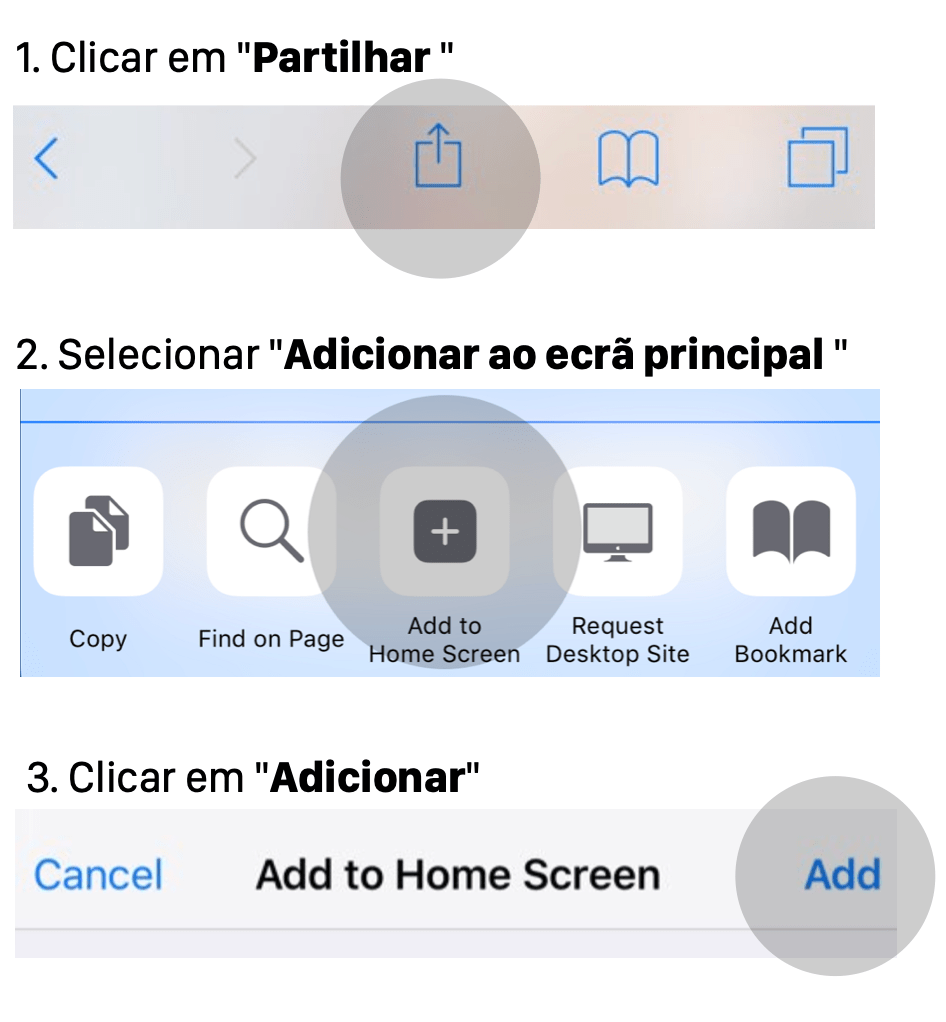 1. Clicar em "Partilhar "
2. Selecionar "Adicionar ao ecrã principal "
Copy
Find on Page
Add to
Home Screen
Request
Desktop Site
Add
Bookmark
3. Clicar em "Adicionar"
Cancel Add to Home Screen Add